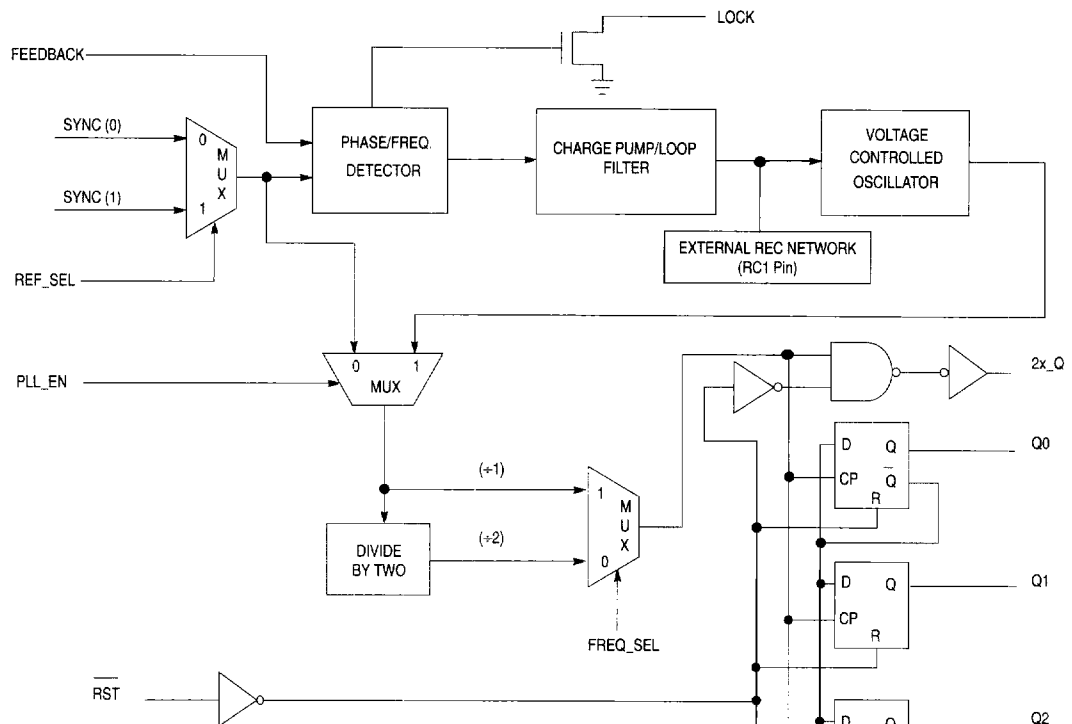 LOCK
FEEDBACK
SYNC (0)
SYNC (1)
0
1
M
U
X
REF_SEL
PHASE/FREQ.
DETECTOR
CHARGE PUMP/LOOP
FILTER
VOLTAGE
CONTROLLED
OSCILLATOR
EXTERNAL REC NETWORK
(RC1 Pin)
PLL_EN
0 1
MUX
2x_Q
(÷1)
(÷2)
DIVIDE
BY TWO
1
0
M
U
X
FREQ_SEL
D Q
CP Q̅
R
Q0
D Q
CP
R
Q1
R̅S̅T̅
D Q
Q2